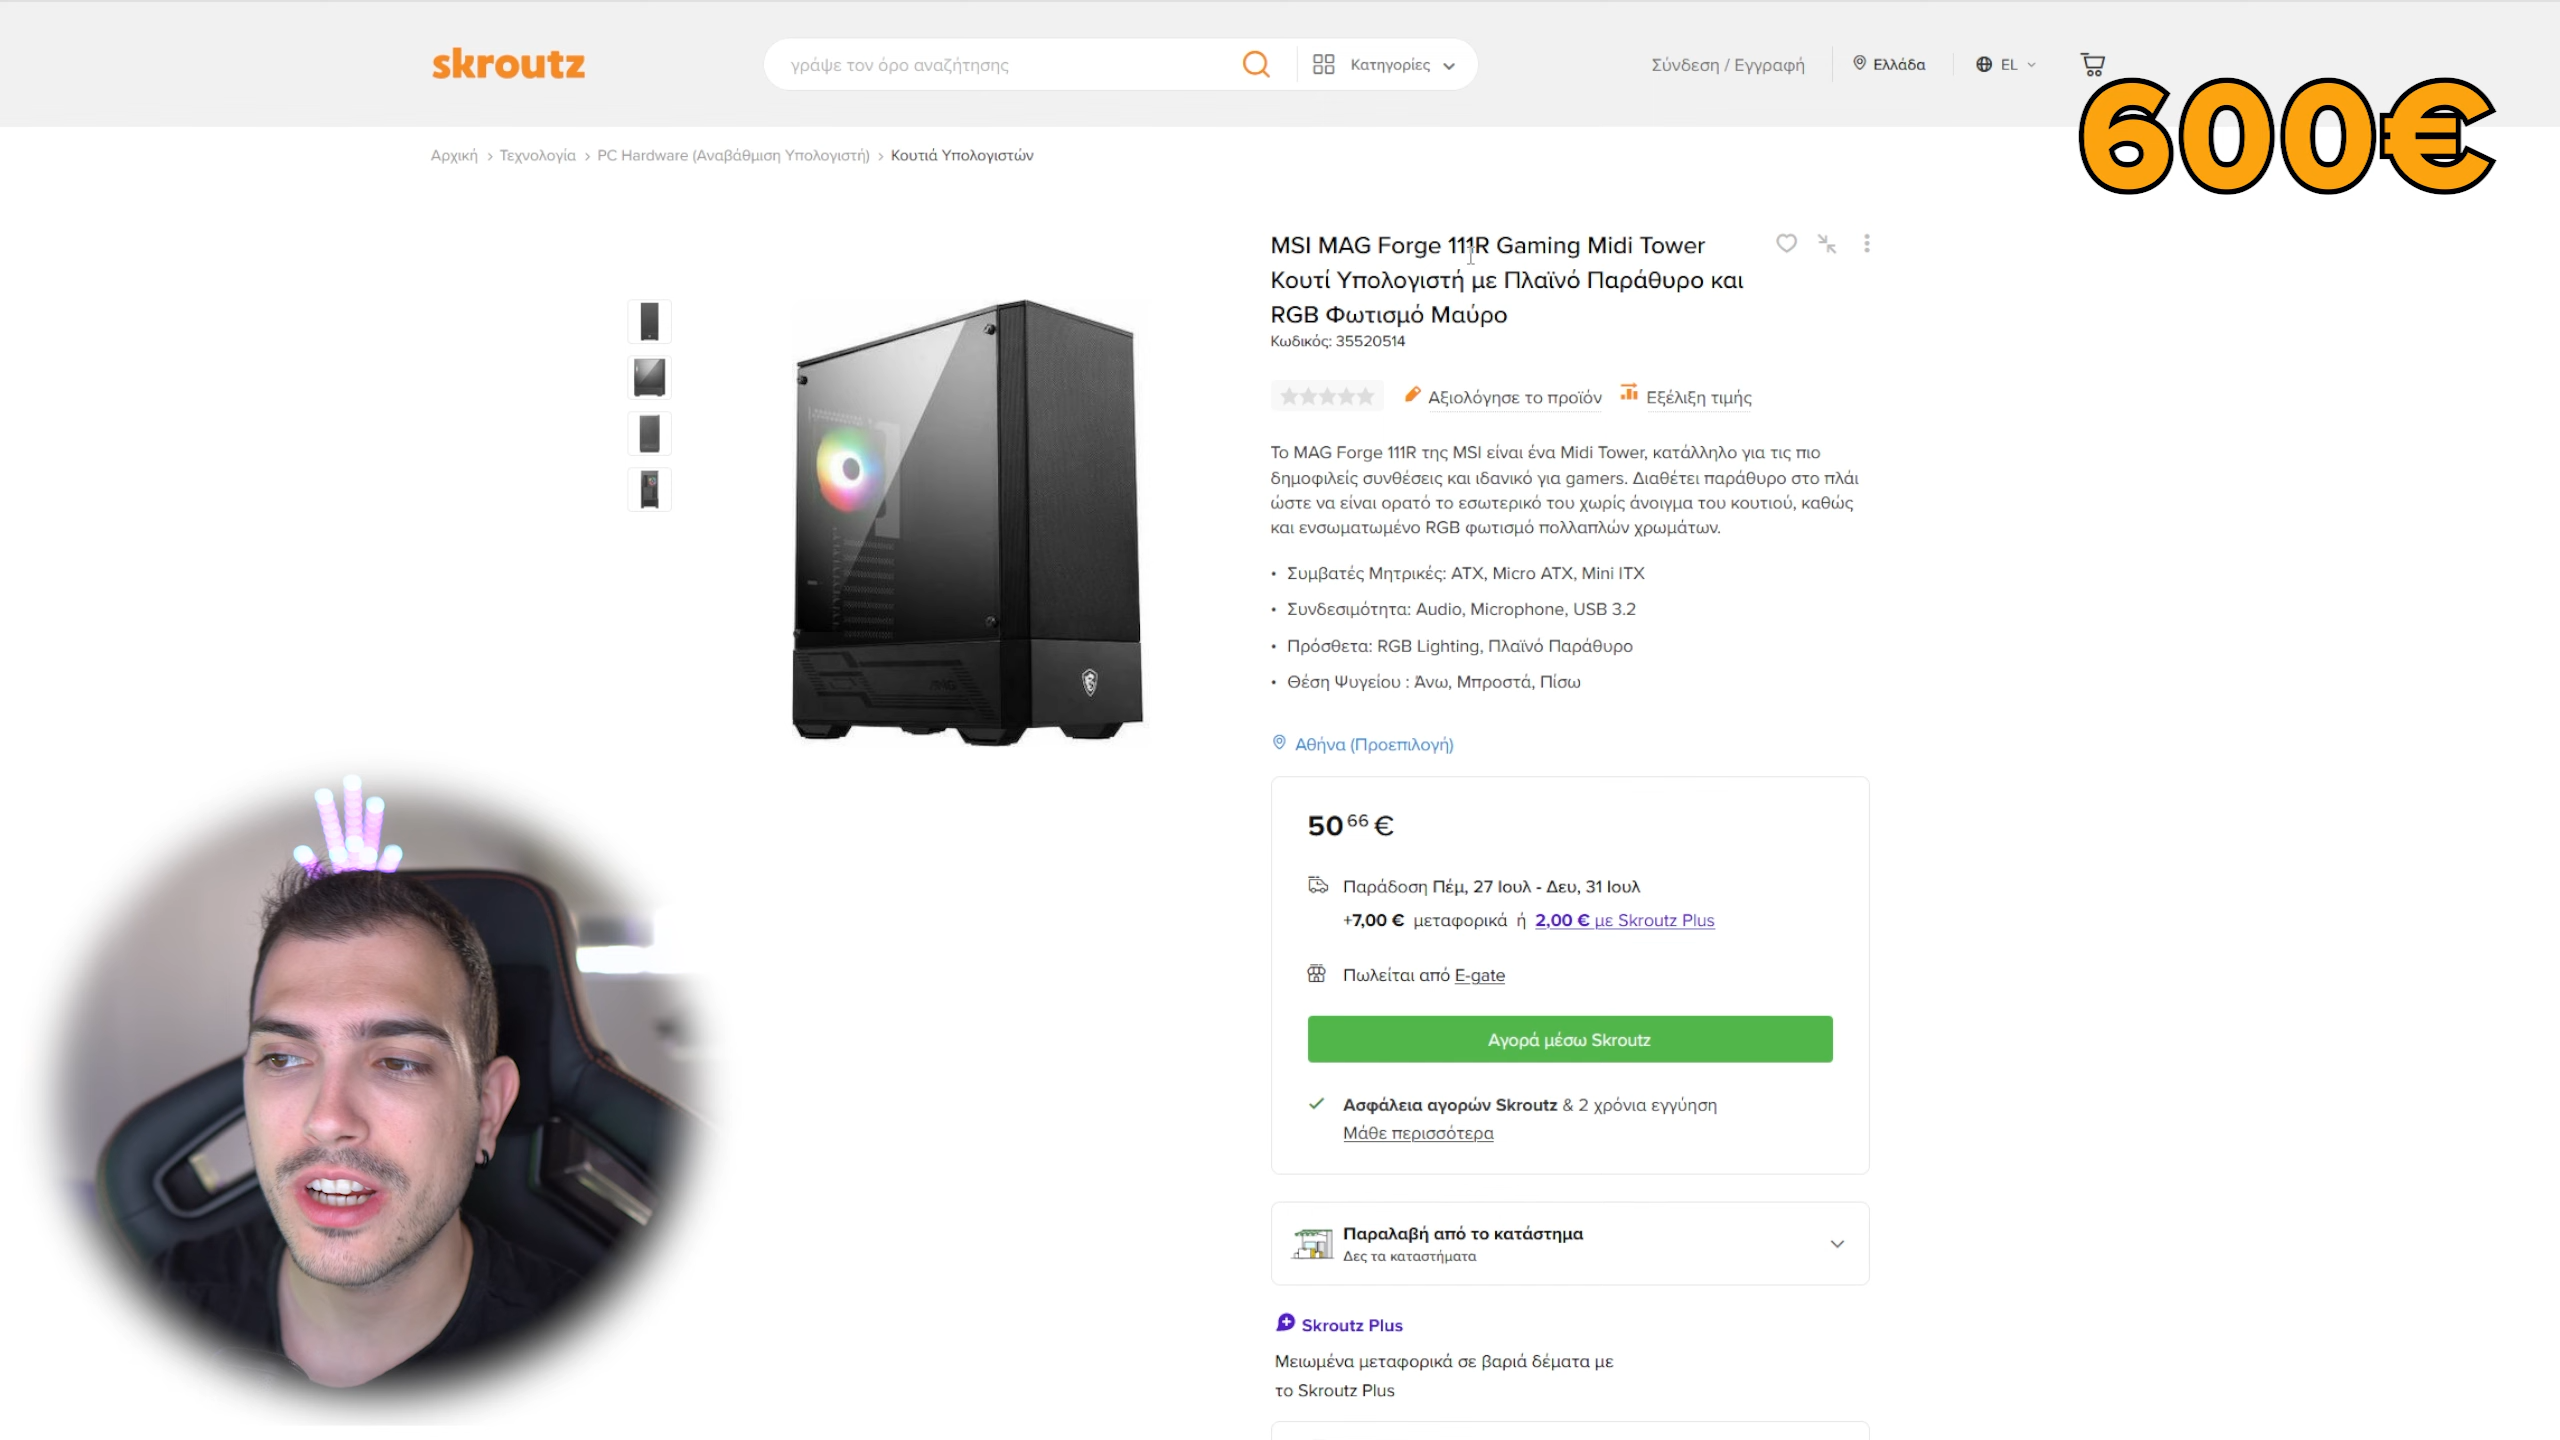 skroutz
γράψε τον όρο αναζήτησης
Κατηγορίες
Σύνδεση / Εγγραφή
Ελλάδα
EL
600€
Αρχική > Τεχνολογία > PC Hardware (Αναβάθμιση Υπολογιστή) > Κουτιά Υπολογιστών
MSI MAG Forge 111R Gaming Midi Tower
Κουτί Υπολογιστή με Πλαϊνό Παράθυρο και
RGB Φωτισμό Μαύρο
Κωδικός: 35520514
Αξιολόγησε το προϊόν
Εξέλιξη τιμής
Το MAG Forge 111R της MSI είναι ένα Midi Tower, κατάλληλο για τις πιο
δημοφιλείς συνθέσεις και ιδανικό για gamers. Διαθέτει παράθυρο στο πλάι
ώστε να είναι ορατό το εσωτερικό του χωρίς άνοιγμα του κουτιού, καθώς
και ενσωματωμένο RGB φωτισμό πολλαπλών χρωμάτων.
• Συμβατές Μητρικές: ATX, Micro ATX, Mini ITX
• Συνδεσιμότητα: Audio, Microphone, USB 3.2
• Πρόσθετα: RGB Lighting, Πλαϊνό Παράθυρο
• Θέση Ψυγείου : Άνω, Μπροστά, Πίσω
Αθήνα (Προεπιλογή)
50 66 €
Παράδοση Πέμ, 27 Ιουλ - Δευ, 31 Ιουλ
+7,00 € μεταφορικά ή 2,00 € με Skroutz Plus
Πωλείται από E-gate
Αγορά μέσω Skroutz
Ασφάλεια αγορών Skroutz & 2 χρόνια εγγύηση
Μάθε περισσότερα
Παραλαβή από το κατάστημα
Δες τα καταστήματα
Skroutz Plus
Μειωμένα μεταφορικά σε βαριά δέματα με
το Skroutz Plus